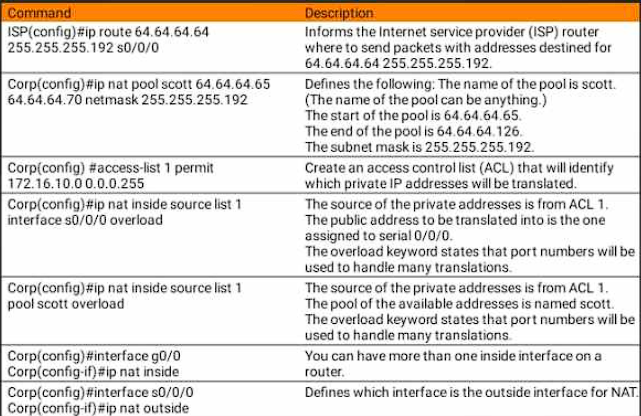 Command Description
ISP(config)#ip route 64.64.64.64
255.255.255.192 s0/0/0
Informs the Internet service provider (ISP) router
where to send packets with addresses destined for
64.64.64.64 255.255.255.192.
Corp(config)#ip nat pool scott 64.64.64.65
64.64.64.70 netmask 255.255.255.192
Defines the following: The name of the pool is scott.
(The name of the pool can be anything.)
The start of the pool is 64.64.64.65.
The end of the pool is 64.64.64.126.
The subnet mask is 255.255.255.192.
Corp(config) #access-list 1 permit
172.16.10.0 0.0.0.255
Create an access control list (ACL) that will identify
which private IP addresses will be translated.
Corp(config)#ip nat inside source list 1
interface s0/0/0 overload
The source of the private addresses is from ACL 1.
The public address to be translated into is the one
assigned to serial 0/0/0.
The overload keyword states that port numbers will be
used to handle many translations.
Corp(config)#ip nat inside source list 1
pool scott overload
The source of the private addresses is from ACL 1.
The pool of the available addresses is named scott.
The overload keyword states that port numbers will be
used to handle many translations.
Corp(config)#interface g0/0
Corp(config-if)#ip nat inside
You can have more than one inside interface on a
router.
Corp(config)#interface s0/0/0
Corp(config-if)#ip nat outside
Defines which interface is the outside interface for NAT.